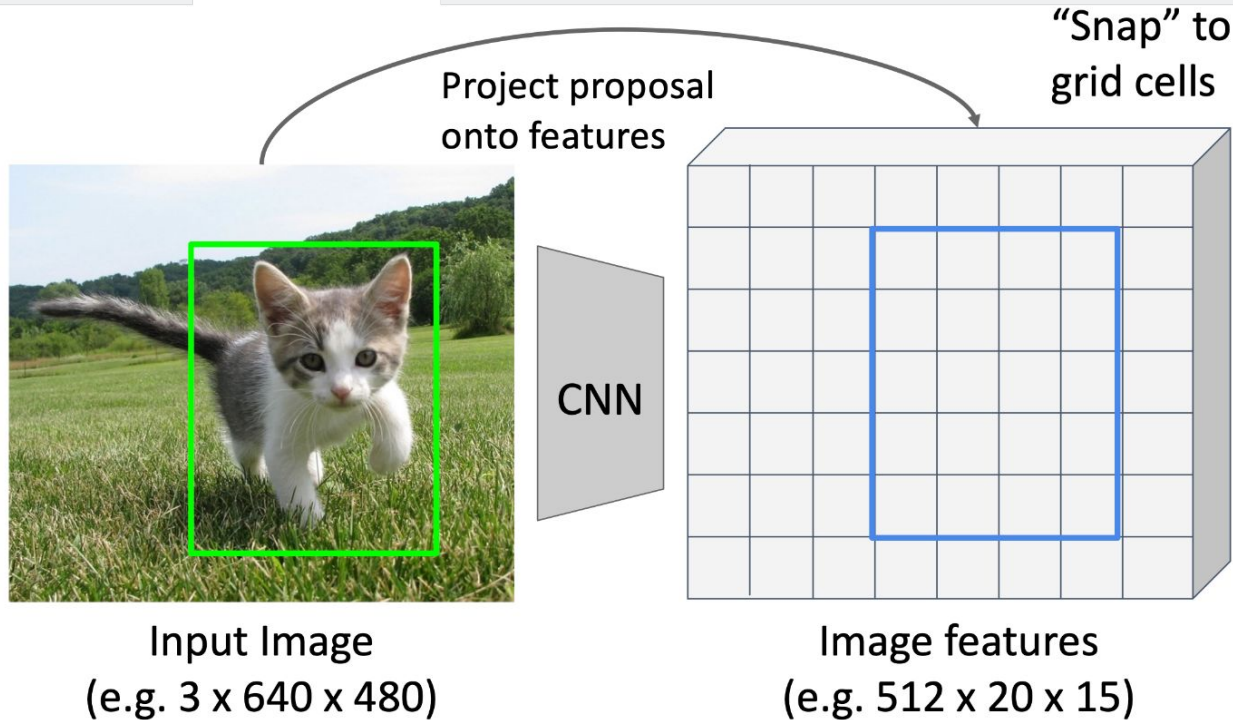 “Snap” to
grid cells
Project proposal
onto features
CNN
Input Image
(e.g. 3 x 640 x 480)
Image features
(e.g. 512 x 20 x 15)